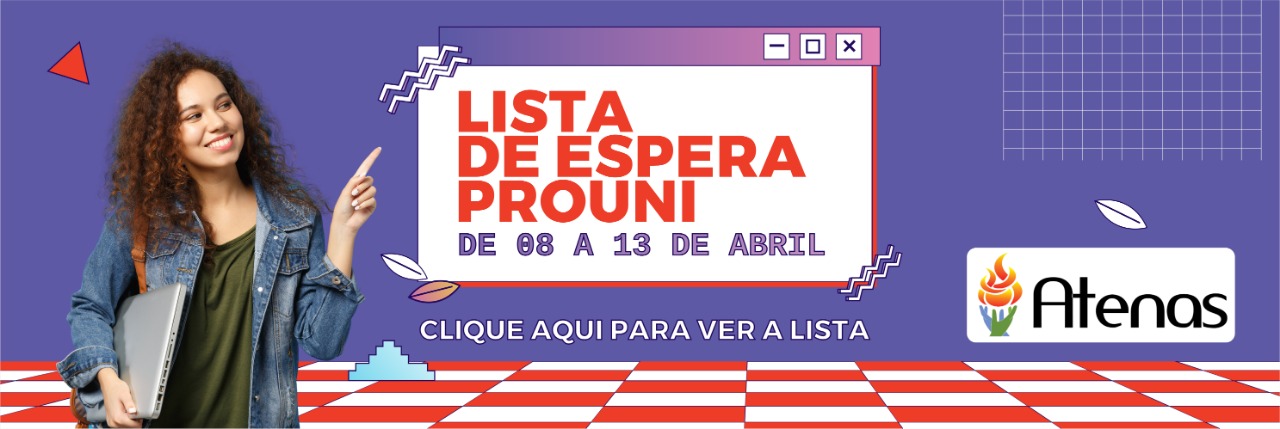 LISTA
DE ESPERA
PROUNI
DE 08 A 13 DE ABRIL
CLIQUE AQUI PARA VER A LISTA
Atenas